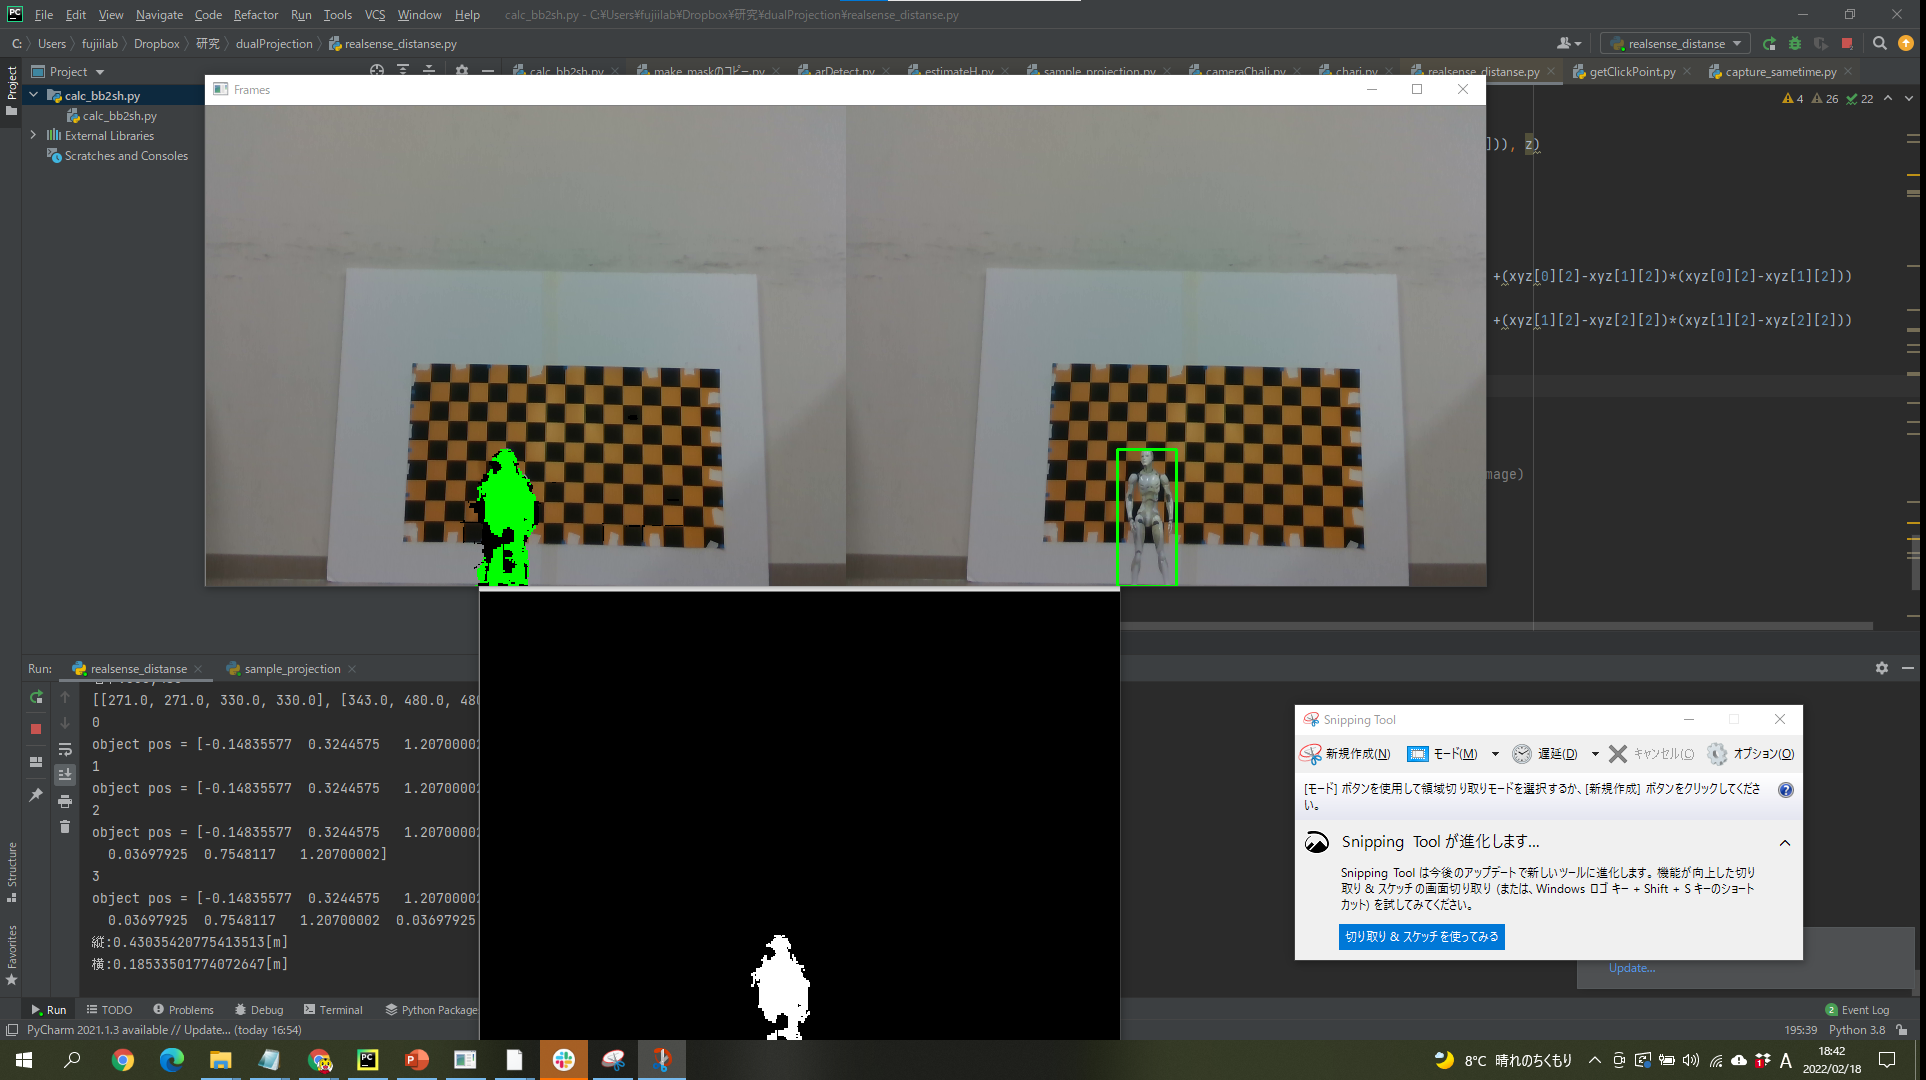 PC File Edit View Navigate Code Refactor Run Tools VCS Window Help calc_bb2sh.py - C:¥Users¥fujiilab¥Dropbox¥研究¥dualProjection¥realsense_distanse.py
C: Users fujiilab Dropbox 研究 dualProjection realsense_distanse.py realsense_distanse
Project
Project calc_bb2sh.py make_maskのコピー.py arDetect.py estimateH.py sample_projection.py cameraChali.py chari.py realsense_distanse.py getClickPoint.py capture_sametime.py
Frames
calc_bb2sh.py
4 26 22
calc_bb2sh.py
External Libraries
Scratches and Consoles
])), z)
+(xyz[0][2]-xyz[1][2])*(xyz[0][2]-xyz[1][2]))
+(xyz[1][2]-xyz[2][2])*(xyz[1][2]-xyz[2][2]))
mage)
Run: realsense_distanse sample_projection
[[271.0, 271.0, 330.0, 330.0], [343.0, 480.0, 480
0
object pos = [-0.14835577 0.3244575 1.20700002
1
object pos = [-0.14835577 0.3244575 1.20700002
2
object pos = [-0.14835577 0.3244575 1.20700002
0.03697925 0.7548117 1.20700002]
3
object pos = [-0.14835577 0.3244575 1.20700002
0.03697925 0.7548117 1.20700002 0.03697925
縦:0.43035420775413513[m]
横:0.18533501774072647[m]
Structure
Favorites
Snipping Tool
新規作成(N) モード(M) 遅延(D) キャンセル(C) オプション(O)
[モード] ボタンを使用して領域切り取りモードを選択するか、[新規作成] ボタンをクリックしてくださ
い。
Snipping Tool が進化します...
Snipping Tool は今後のアップデートで新しいツールに進化します。機能が向上した切り
取り & スケッチの画面切り取り (または、Windows ロゴ キー + Shift + S キーのショート
カット) を試してみてください。
切り取り & スケッチを使ってみる
Update...
Run TODO Problems Debug Terminal Python Package
2 Event Log
PyCharm 2021.1.3 available // Update... (today 16:54)
195:39 Python 3.8
8°C 晴れのちくもり A 18:42
2022/02/18